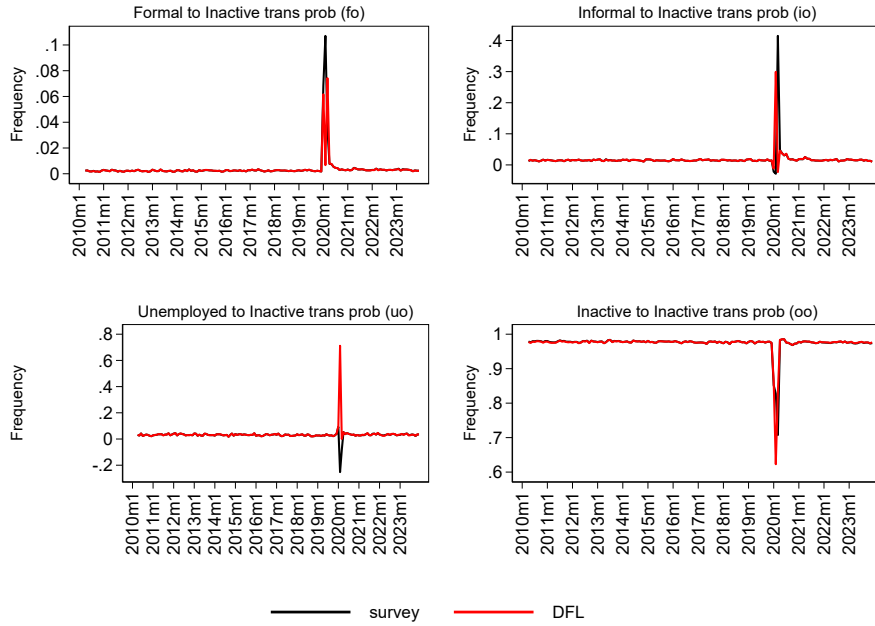 Formal to Inactive trans prob (fo)
Frequency
.1
.08
.06
.04
.02
0
2010m1
2011m1
2012m1
2013m1
2014m1
2015m1
2016m1
2017m1
2018m1
2019m1
2020m1
2021m1
2022m1
2023m1
Informal to Inactive trans prob (io)
Frequency
.4
.3
.2
.1
0
2010m1
2011m1
2012m1
2013m1
2014m1
2015m1
2016m1
2017m1
2018m1
2019m1
2020m1
2021m1
2022m1
2023m1
Unemployed to Inactive trans prob (uo)
Frequency
.8
.6
.4
.2
0
-.2
2010m1
2011m1
2012m1
2013m1
2014m1
2015m1
2016m1
2017m1
2018m1
2019m1
2020m1
2021m1
2022m1
2023m1
Inactive to Inactive trans prob (oo)
Frequency
1
.9
.8
.7
.6
2010m1
2011m1
2012m1
2013m1
2014m1
2015m1
2016m1
2017m1
2018m1
2019m1
2020m1
2021m1
2022m1
2023m1
survey
DFL